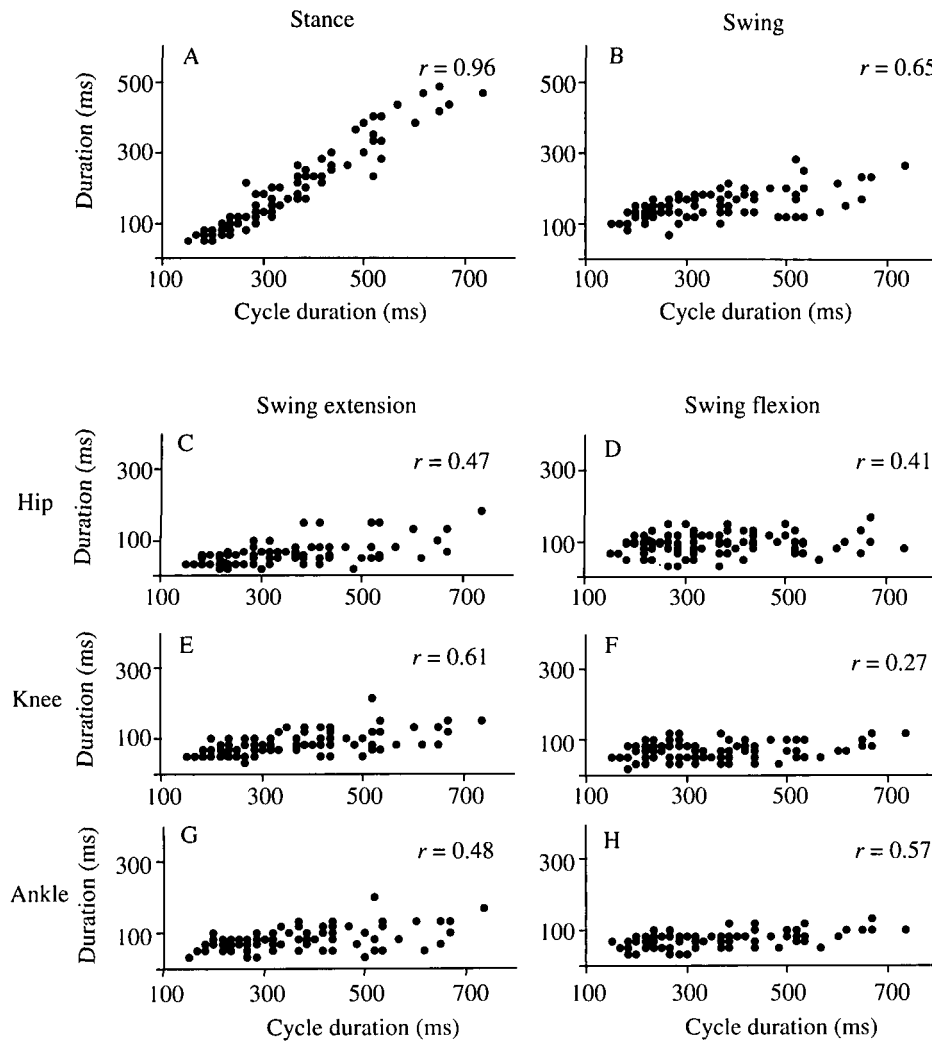 Stance
Swing
A
r = 0.96
B
r = 0.65
Duration (ms)
500
300
100
100 300 500 700
100 300 500 700
Cycle duration (ms)
Cycle duration (ms)
Swing extension
Swing flexion
Hip
Duration (ms)
C
r = 0.47
D
r = 0.41
300
100
300
100
100 300 500 700
100 300 500 700
Knee
Duration (ms)
E
r = 0.61
F
r = 0.27
300
100
300
100
100 300 500 700
100 300 500 700
Ankle
Duration (ms)
G
r = 0.48
H
r = 0.57
300
100
300
100
100 300 500 700
100 300 500 700
Cycle duration (ms)
Cycle duration (ms)